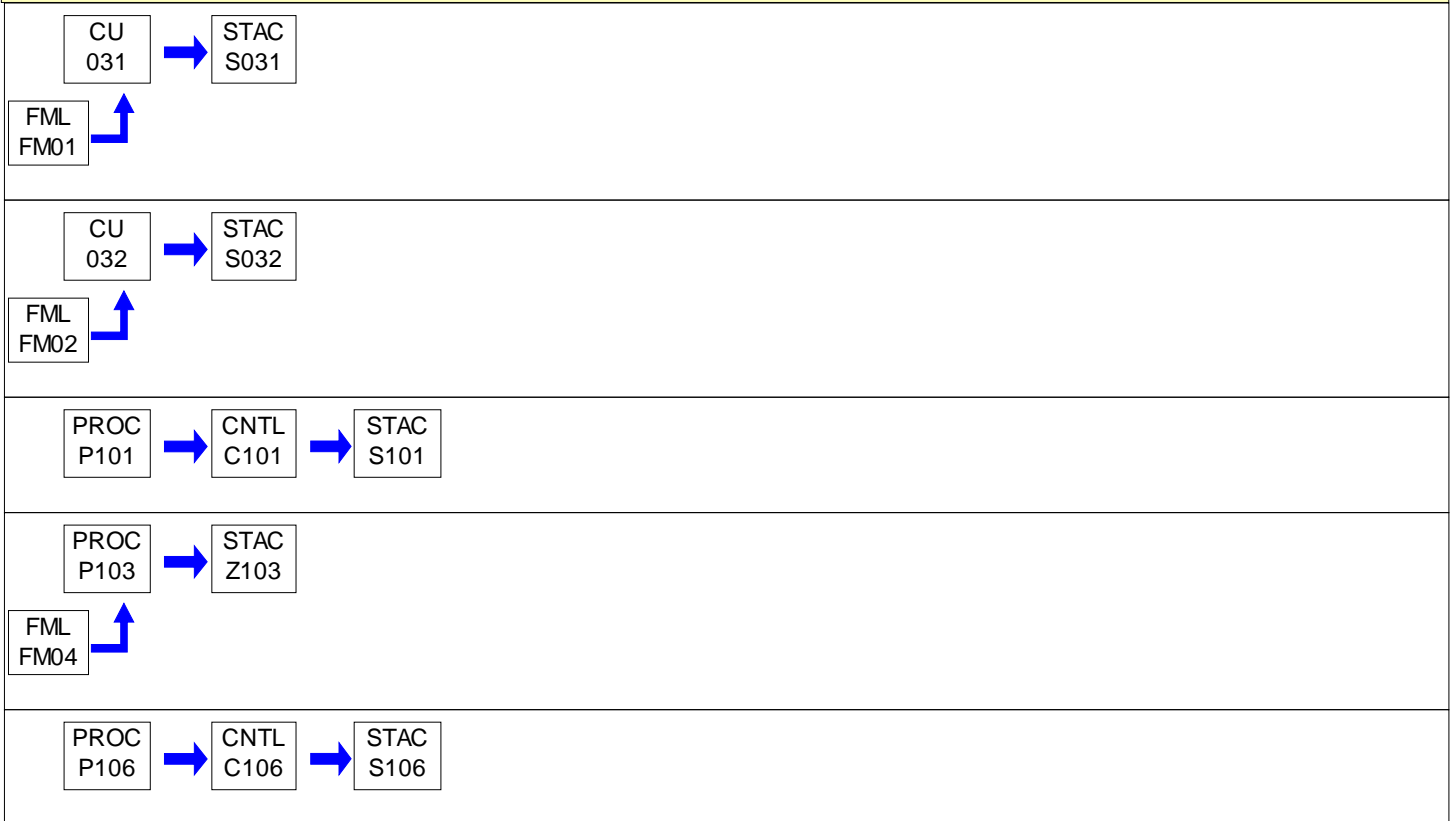 CU
031
STAC
S031
FML
FM01
CU
032
STAC
S032
FML
FM02
PROC
P101
CNTL
C101
STAC
S101
PROC
P103
STAC
Z103
FML
FM04
PROC
P106
CNTL
C106
STAC
S106